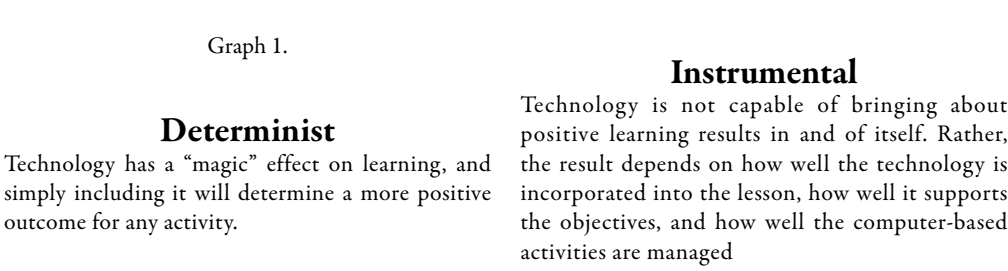 Graph 1.
Determinist
Technology has a “magic” effect on learning, and
simply including it will determine a more positive
outcome for any activity.
Instrumental
Technology is not capable of bringing about
positive learning results in and of itself. Rather,
the result depends on how well the technology is
incorporated into the lesson, how well it supports
the objectives, and how well the computer-based
activities are managed